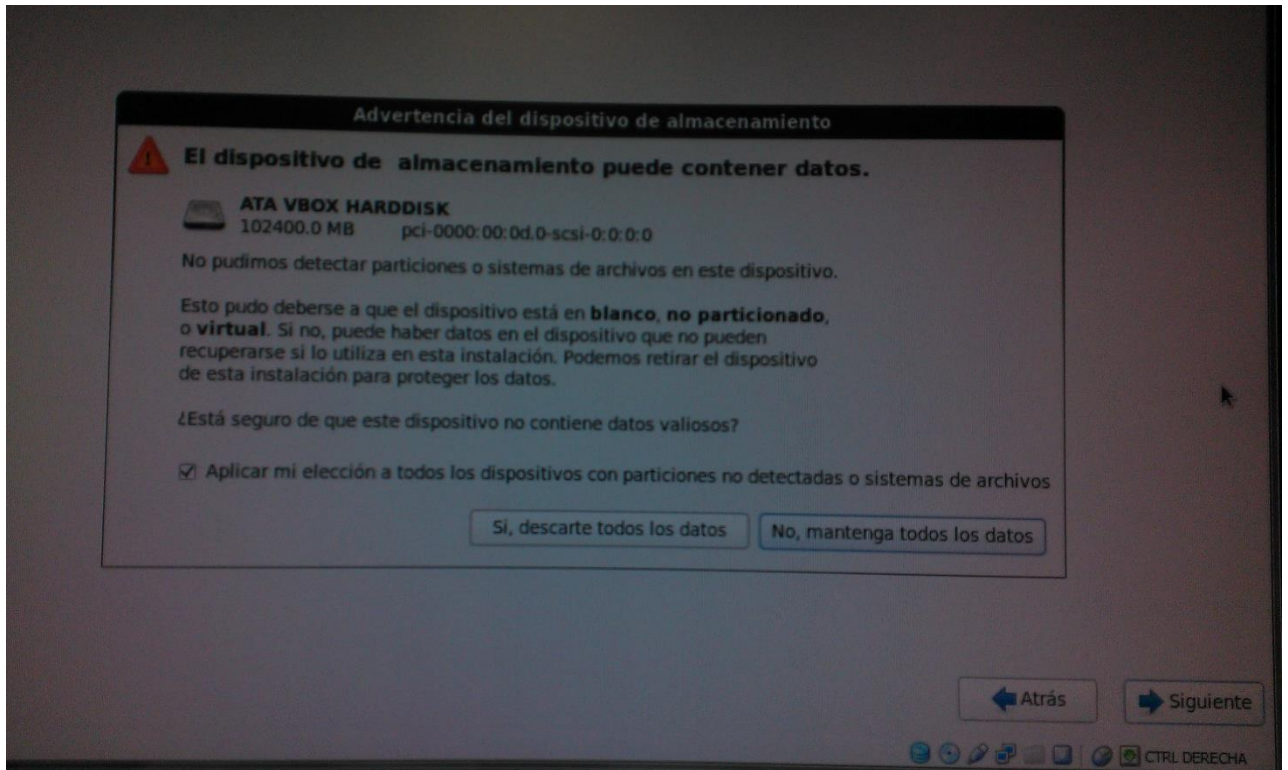 Advertencia del dispositivo de almacenamiento
El dispositivo de almacenamiento puede contener datos.
ATA VBOX HARDDISK
102400.0 MB pci-0000:00:0d.0-scsi-0:0:0:0
No pudimos detectar particiones o sistemas de archivos en este dispositivo.
Esto pudo deberse a que el dispositivo está en blanco, no particionado,
o virtual. Si no, puede haber datos en el dispositivo que no pueden
recuperarse si lo utiliza en esta instalación. Podemos retirar el dispositivo
de esta instalación para proteger los datos.
¿Está seguro de que este dispositivo no contiene datos valiosos?
Aplicar mi elección a todos los dispositivos con particiones no detectadas o sistemas de archivos
Sí, descarte todos los datos No, mantenga todos los datos
Atrás Siguiente
CTRL DERECHA